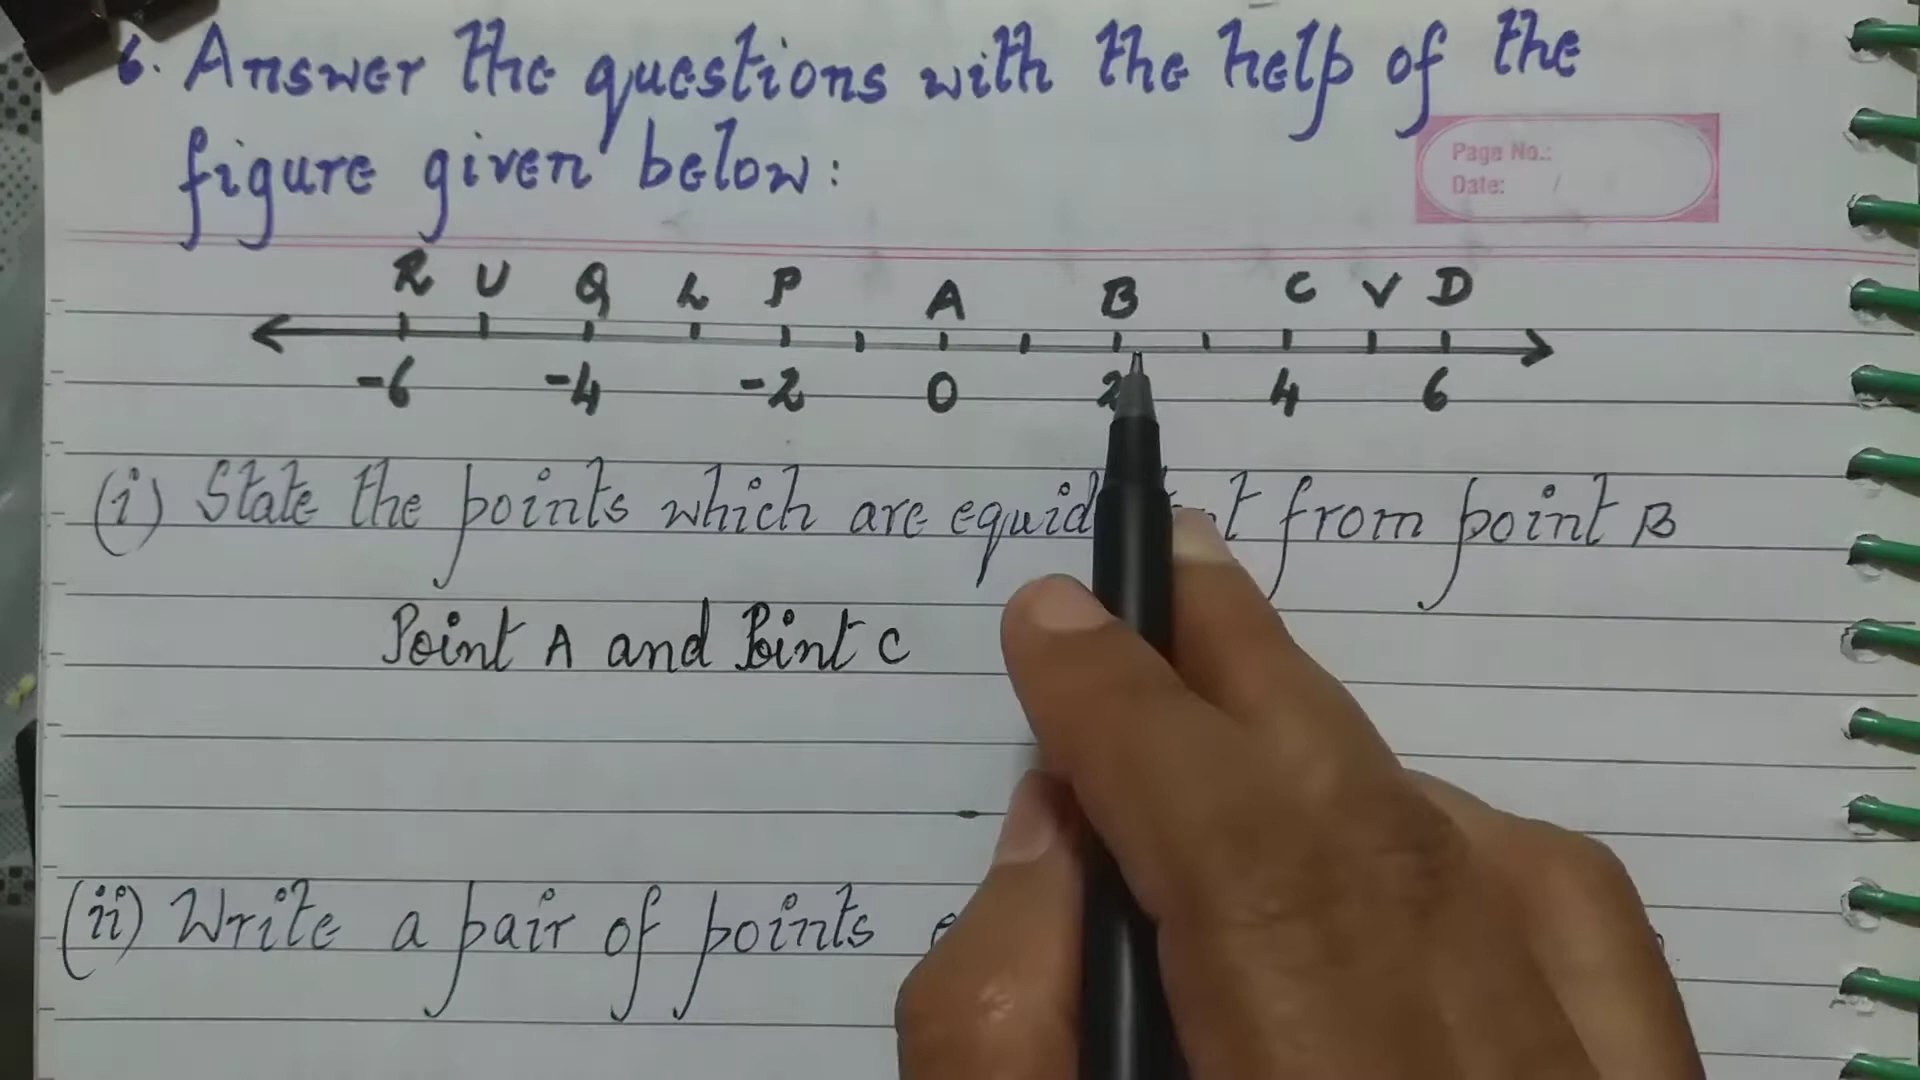 6. Answer the questions with the help of the
figure given below:
Page No.:
Date: /
R U Q L P A B C V D
-6 -4 -2 0 2 4 6
(i) State the points which are from point B
Point A and Point C
(ii) Write a pair of points